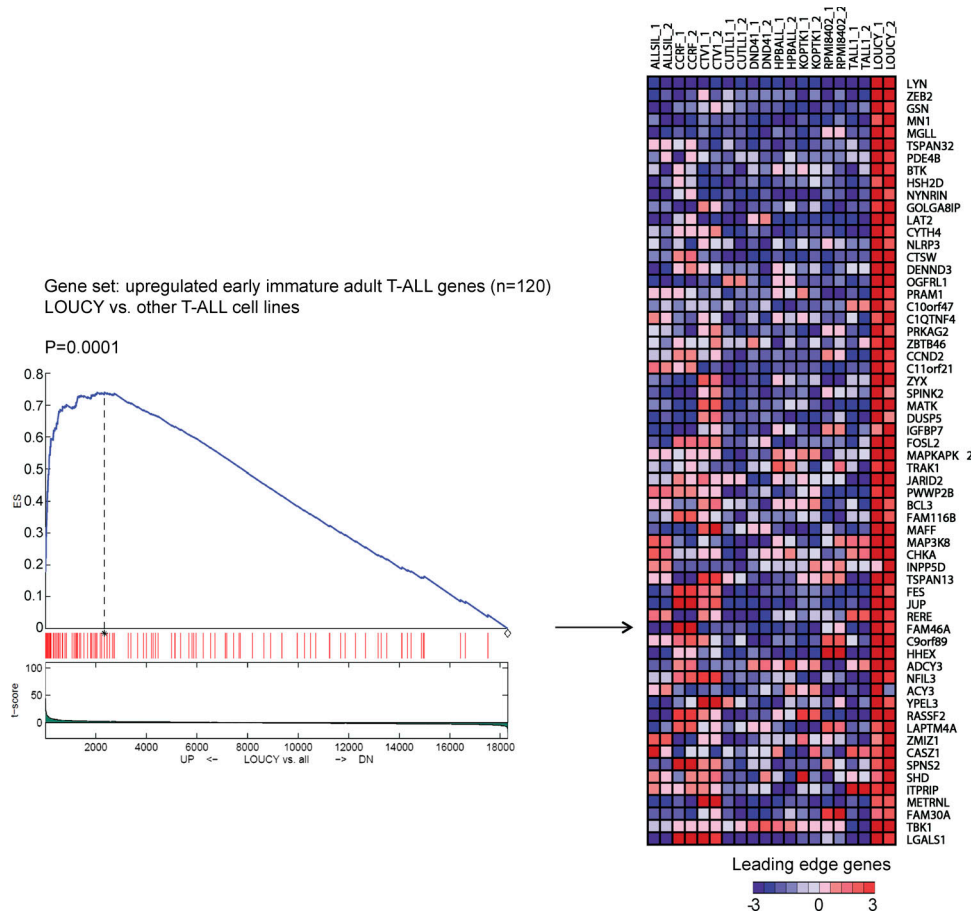 Gene set: upregulated early immature adult T-ALL genes (n=120)
LOUCY vs. other T-ALL cell lines
P=0.0001
0.8
0.7
0.6
0.5
0.4
0.3
0.2
0.1
0
ES
100
50
0
t-score
2000 4000 6000 8000 10000 12000 14000 16000 18000
UP <- LOUCY vs. all -> DN
ALLSIL_1
ALLSIL_2
CCRF_1
CCRF_2
CTV1_1
CTV1_2
CUTLL1_1
CUTLL1_2
DND41_1
DND41_2
HPBALL_1
HPBALL_2
KOPTK1_1
KOPTK1_2
RPMI8402_1
RPMI8402_2
TALL1_1
TALL1_2
LOUCY_1
LOUCY_2
LYN
ZEB2
GSN
MN1
MGLL
TSPAN32
PDE4B
BTK
HSH2D
NYNRIN
GOLGA8IP
LAT2
CYTH4
NLRP3
CTSW
DENND3
OGFRL1
PRAM1
C10orf47
C1QTNF4
PRKAG2
ZBTB46
CCND2
C11orf21
ZYX
SPINK2
MATK
DUSP5
IGFBP7
FOSL2
MAPKAPK 2
TRAK1
JARID2
PWWP2B
BCL3
FAM116B
MAFF
MAP3K8
CHKA
INPP5D
TSPAN13
FES
JUP
RERE
FAM46A
C9orf89
HHEX
ADCY3
NFIL3
ACY3
YPEL3
RASSF2
LAPTM4A
ZMIZ1
CASZ1
SPNS2
SHD
ITPRIP
METRNL
FAM30A
TBK1
LGALS1
Leading edge genes
-3 0 3